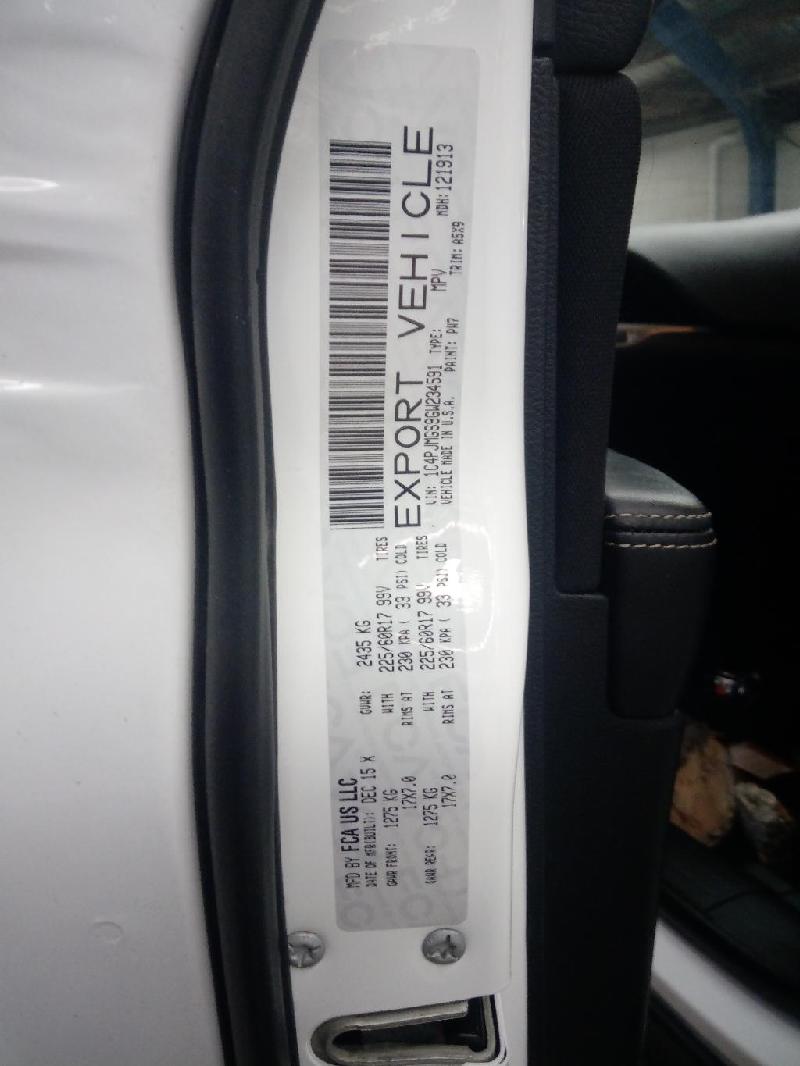 MFD BY FCA US LLC
DATE OF MFR(BUILT): DEC 15 X GVWR: 2435 KG
GAWR FRONT: 1275 KG WITH 225/60R17 99V TIRES
17X7.0 RIMS AT 230 KPA ( 33 PSI) COLD
GAWR REAR: 1275 KG WITH 225/60R17 99V TIRES
17X7.0 RIMS AT 230 KPA ( 33 PSI) COLD
EXPORT VEHICLE
VIN: 1C4PJMGS9GW234591 TYPE: MPV MDH: 121913
VEHICLE MADE IN U.S.A. PAINT: PW7 TRIM: A5X9